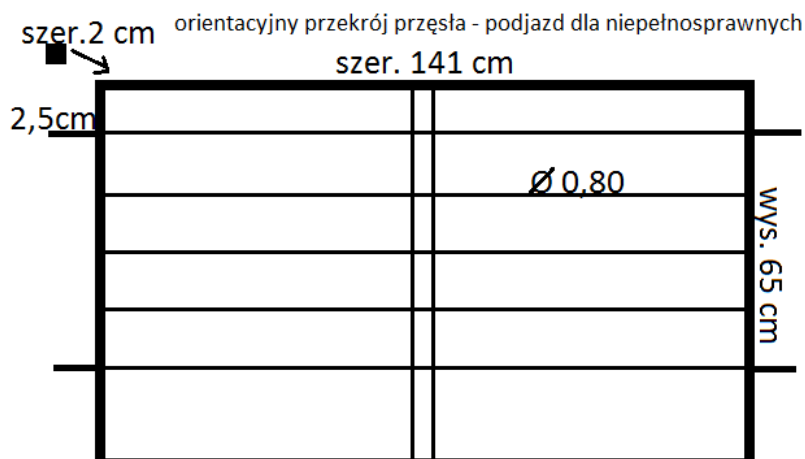 orientacyjny przekrój przęsła - podjazd dla niepełnosprawnych
szer.2 cm
szer. 141 cm
2,5cm
Ø 0,80
wys. 65 cm